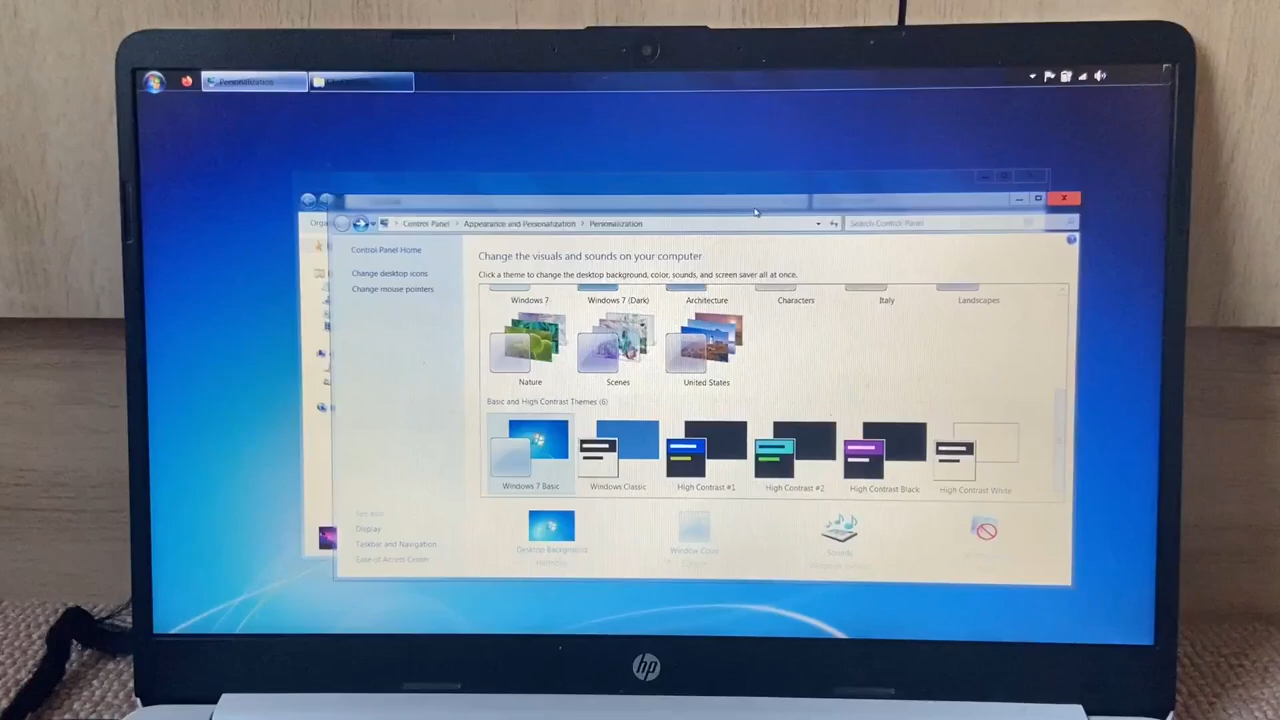 Personalization
Control Panel > Appearance and Personalization > Personalization
Search Control Panel
Control Panel Home
Change desktop icons
Change mouse pointers
Change the visuals and sounds on your computer
Click a theme to change the desktop background, color, sounds, and screen saver all at once.
Windows 7 Windows 7 (Dark) Architecture Characters Italy Landscapes
Nature Scenes United States
Basic and High Contrast Themes (6)
Windows 7 Basic Windows Classic High Contrast #1 High Contrast #2 High Contrast Black High Contrast White
See also
Display
Taskbar and Navigation
Ease of Access Center
Desktop Background Window Color Sounds
Harmony
hp